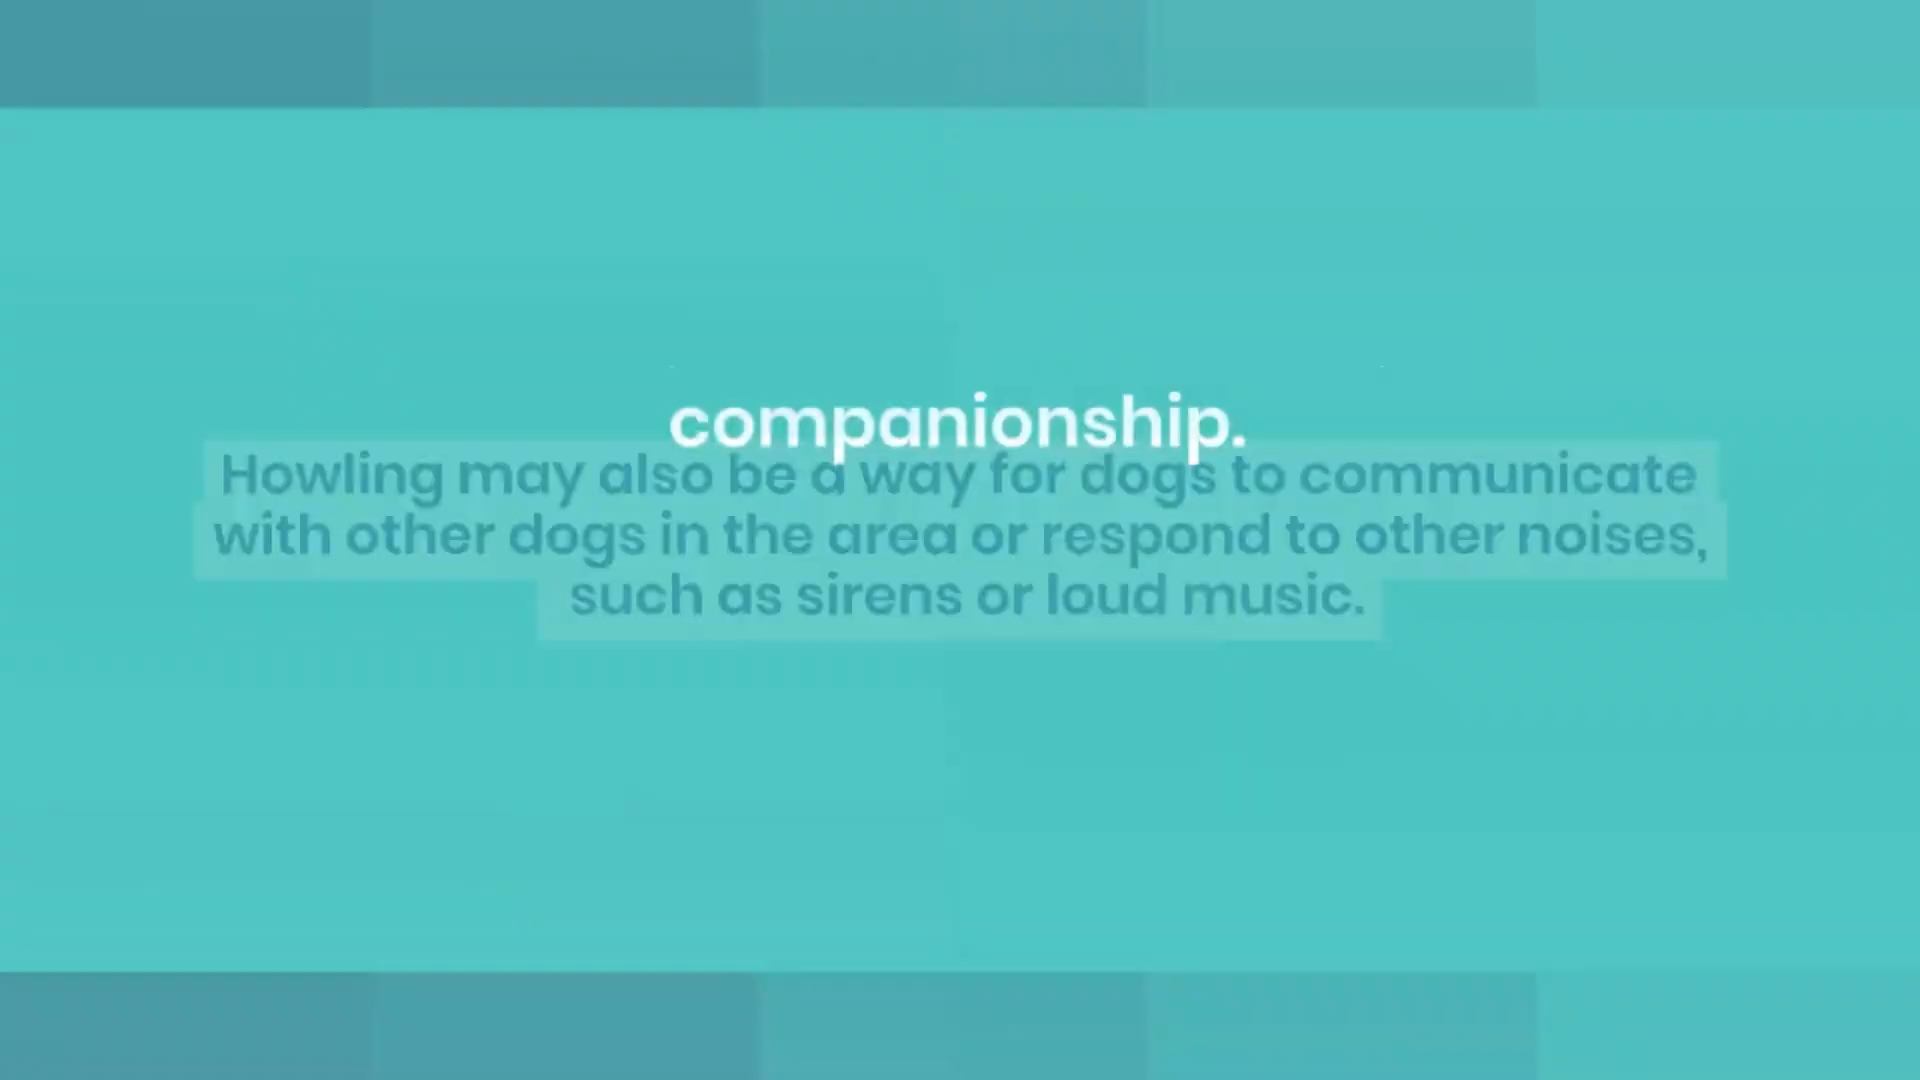 companionship.
Howling may also be a way for dogs to communicate
with other dogs in the area or respond to other noises,
such as sirens or loud music.